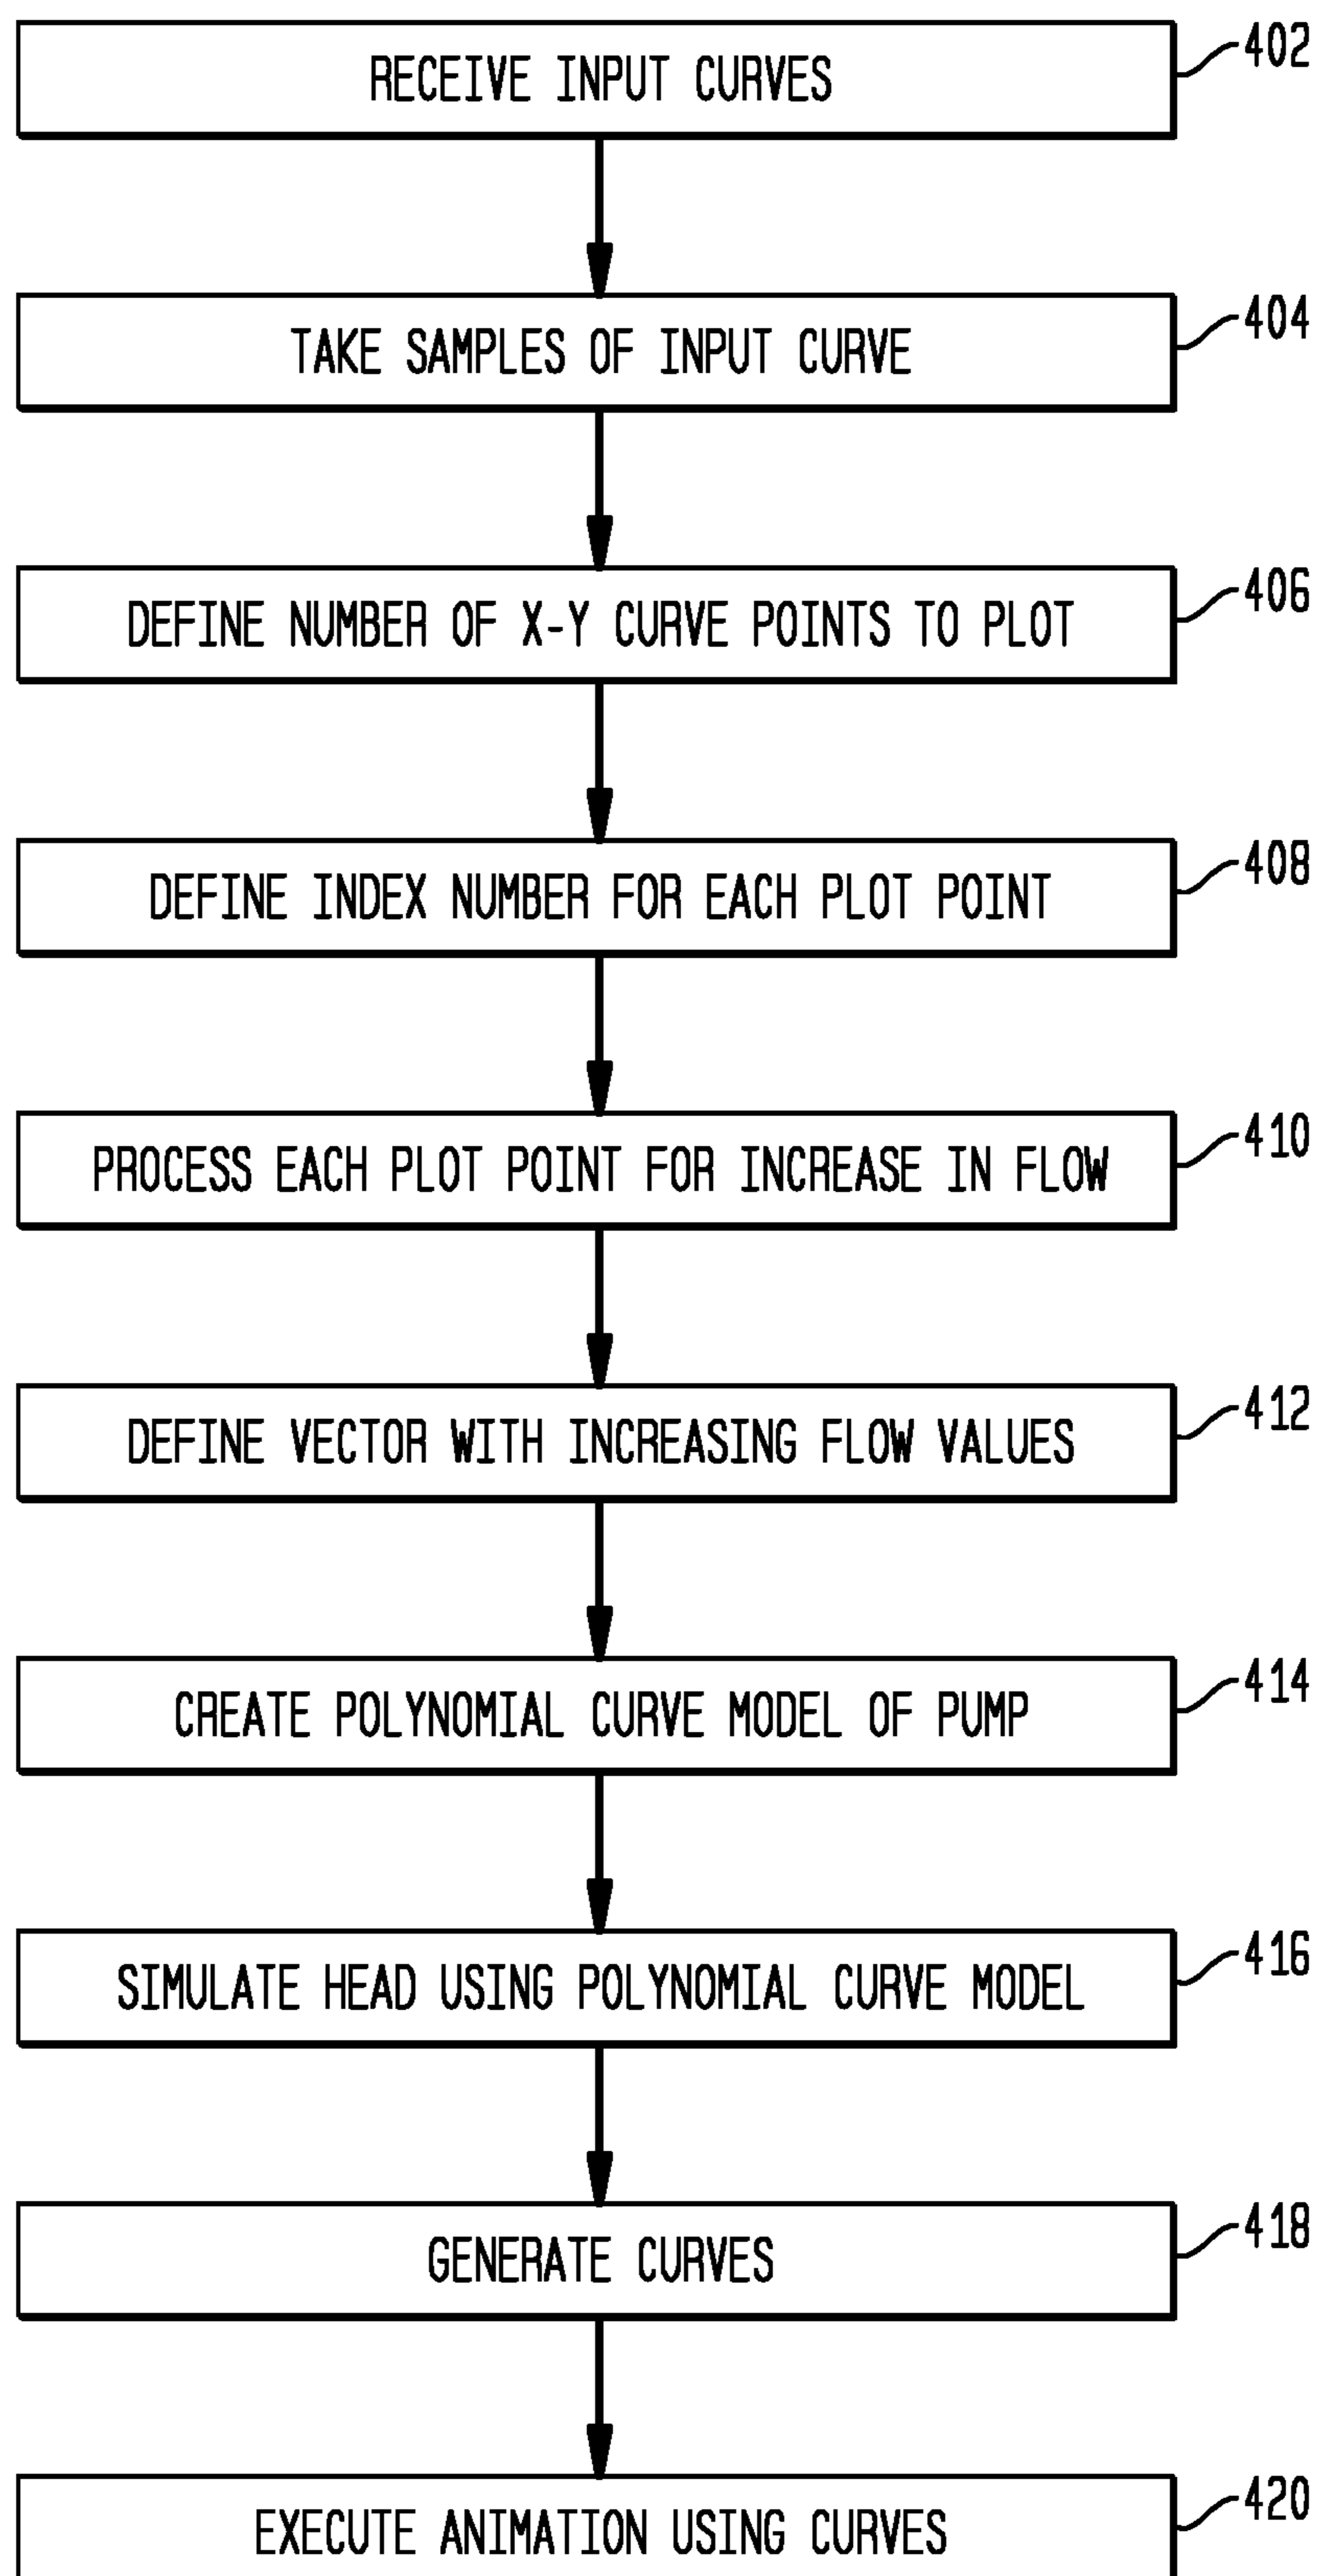 RECEIVE INPUT CURVES
402
TAKE SAMPLES OF INPUT CURVE
404
DEFINE NUMBER OF X-Y CURVE POINTS TO PLOT
406
DEFINE INDEX NUMBER FOR EACH PLOT POINT
408
PROCESS EACH PLOT POINT FOR INCREASE IN FLOW
410
DEFINE VECTOR WITH INCREASING FLOW VALUES
412
CREATE POLYNOMIAL CURVE MODEL OF PUMP
414
SIMULATE HEAD USING POLYNOMIAL CURVE MODEL
416
GENERATE CURVES
418
EXECUTE ANIMATION USING CURVES
420